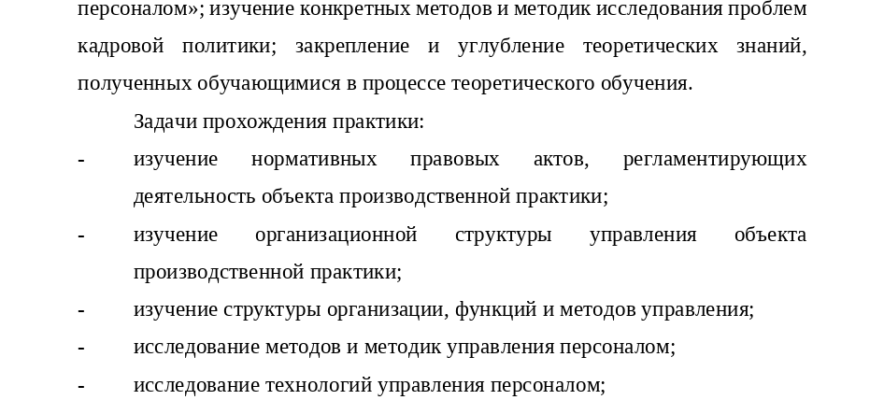 персоналом»; изучение конкретных методов и методик исследования проблем
кадровой политики; закрепление и углубление теоретических знаний,
полученных обучающимися в процессе теоретического обучения.
Задачи прохождения практики:
- изучение нормативных правовых актов, регламентирующих
деятельность объекта производственной практики;
- изучение организационной структуры управления объекта
производственной практики;
- изучение структуры организации, функций и методов управления;
- исследование методов и методик управления персоналом;
- исследование технологий управления персоналом;